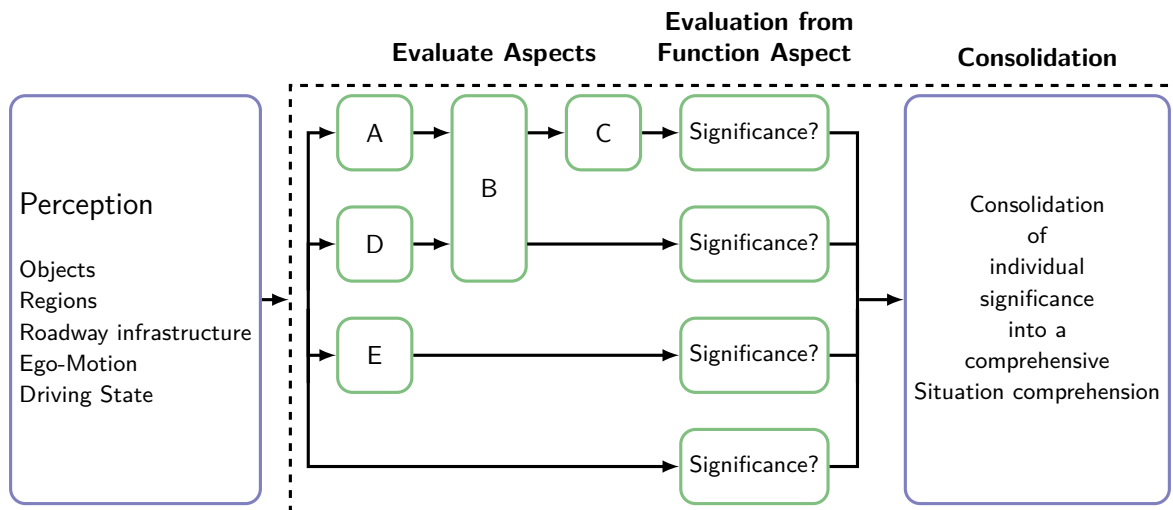 Evaluate Aspects
Evaluation from
Function Aspect
Consolidation
Perception
Objects
Regions
Roadway infrastructure
Ego-Motion
Driving State
A
B
C
Significance?
D
Significance?
E
Significance?
Significance?
Consolidation
of
individual
significance
into a
comprehensive
Situation comprehension